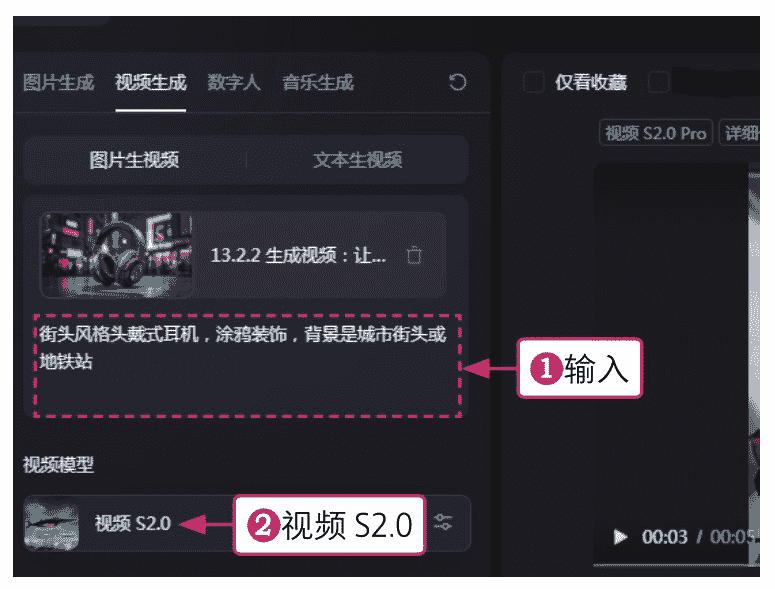 图片生成 视频生成 数字人 音乐生成
仅看收藏
视频 S2.0 Pro 详细
图片生视频 文本生视频
13.2.2 生成视频：让...
街头风格头戴式耳机，涂鸦装饰，背景是城市街头或
地铁站
❶输入
视频模型
视频 S2.0
❷视频 S2.0
00:03 / 00:05